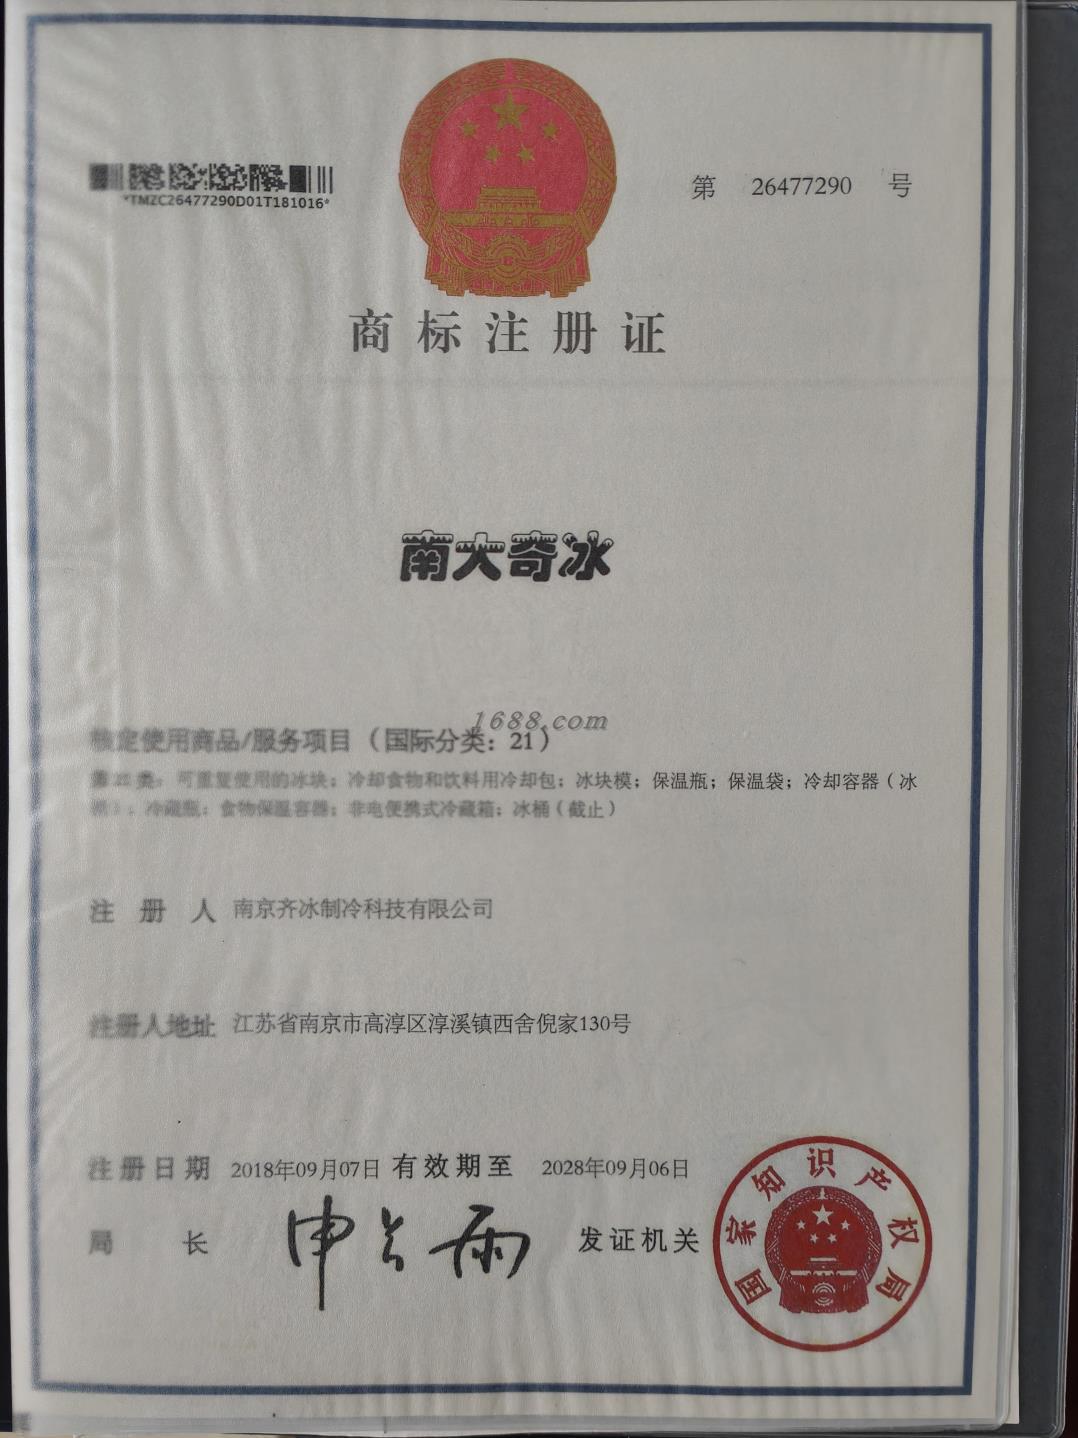 *TMZC26477290D01T181016*
第 26477290 号
商标注册证
南大奇冰
1688.com
核定使用商品/服务项目（国际分类：21）
第21类：可重复使用的冰块；冷却食物和饮料用冷却包；冰块模；保温瓶；保温袋；冷却容器（冰
桶）；冷藏瓶；食物保温容器；非电便携式冷藏箱；冰桶（截止）
注册人 南京齐冰制冷科技有限公司
注册人地址 江苏省南京市高淳区淳溪镇西舍倪家130号
注册日期 2018年09月07日 有效期至 2028年09月06日
局长 申长雨 发证机关
国家知识产权局